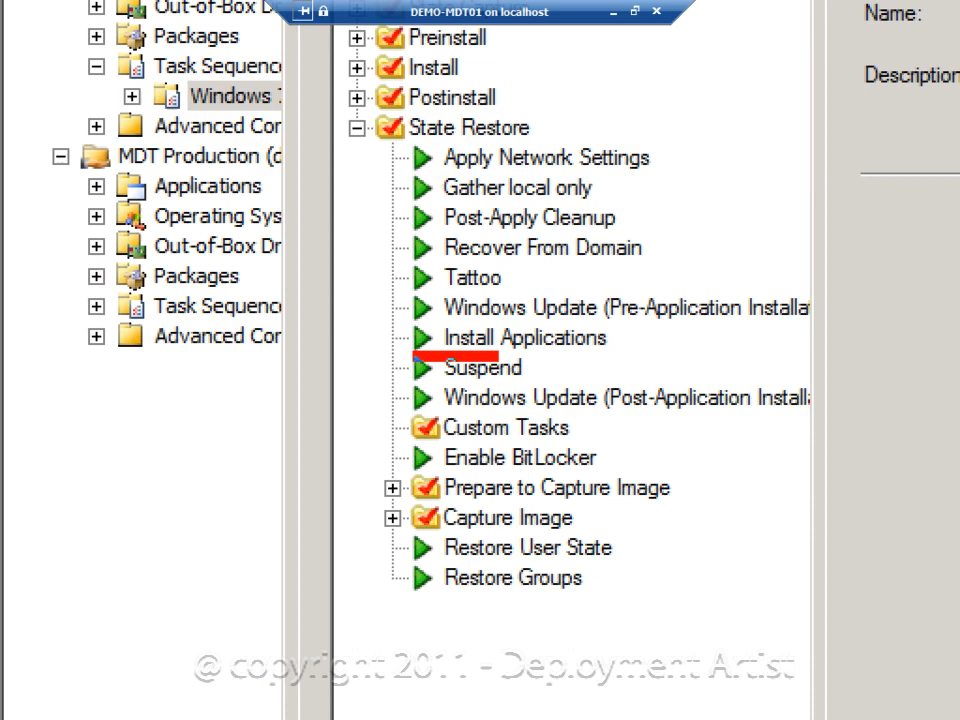 Out-of-Box Dr
Packages
Task Sequenc
Windows
Advanced Cor
MDT Production (d
Applications
Operating Sys
Out-of-Box Dr
Packages
Task Sequenc
Advanced Cor
DEMO-MDT01 on localhost
Preinstall
Install
Postinstall
State Restore
Apply Network Settings
Gather local only
Post-Apply Cleanup
Recover From Domain
Tattoo
Windows Update (Pre-Application Installa
Install Applications
Suspend
Windows Update (Post-Application Install
Custom Tasks
Enable BitLocker
Prepare to Capture Image
Capture Image
Restore User State
Restore Groups
Name:
Description
@ copyright 2011 - Deployment Artist